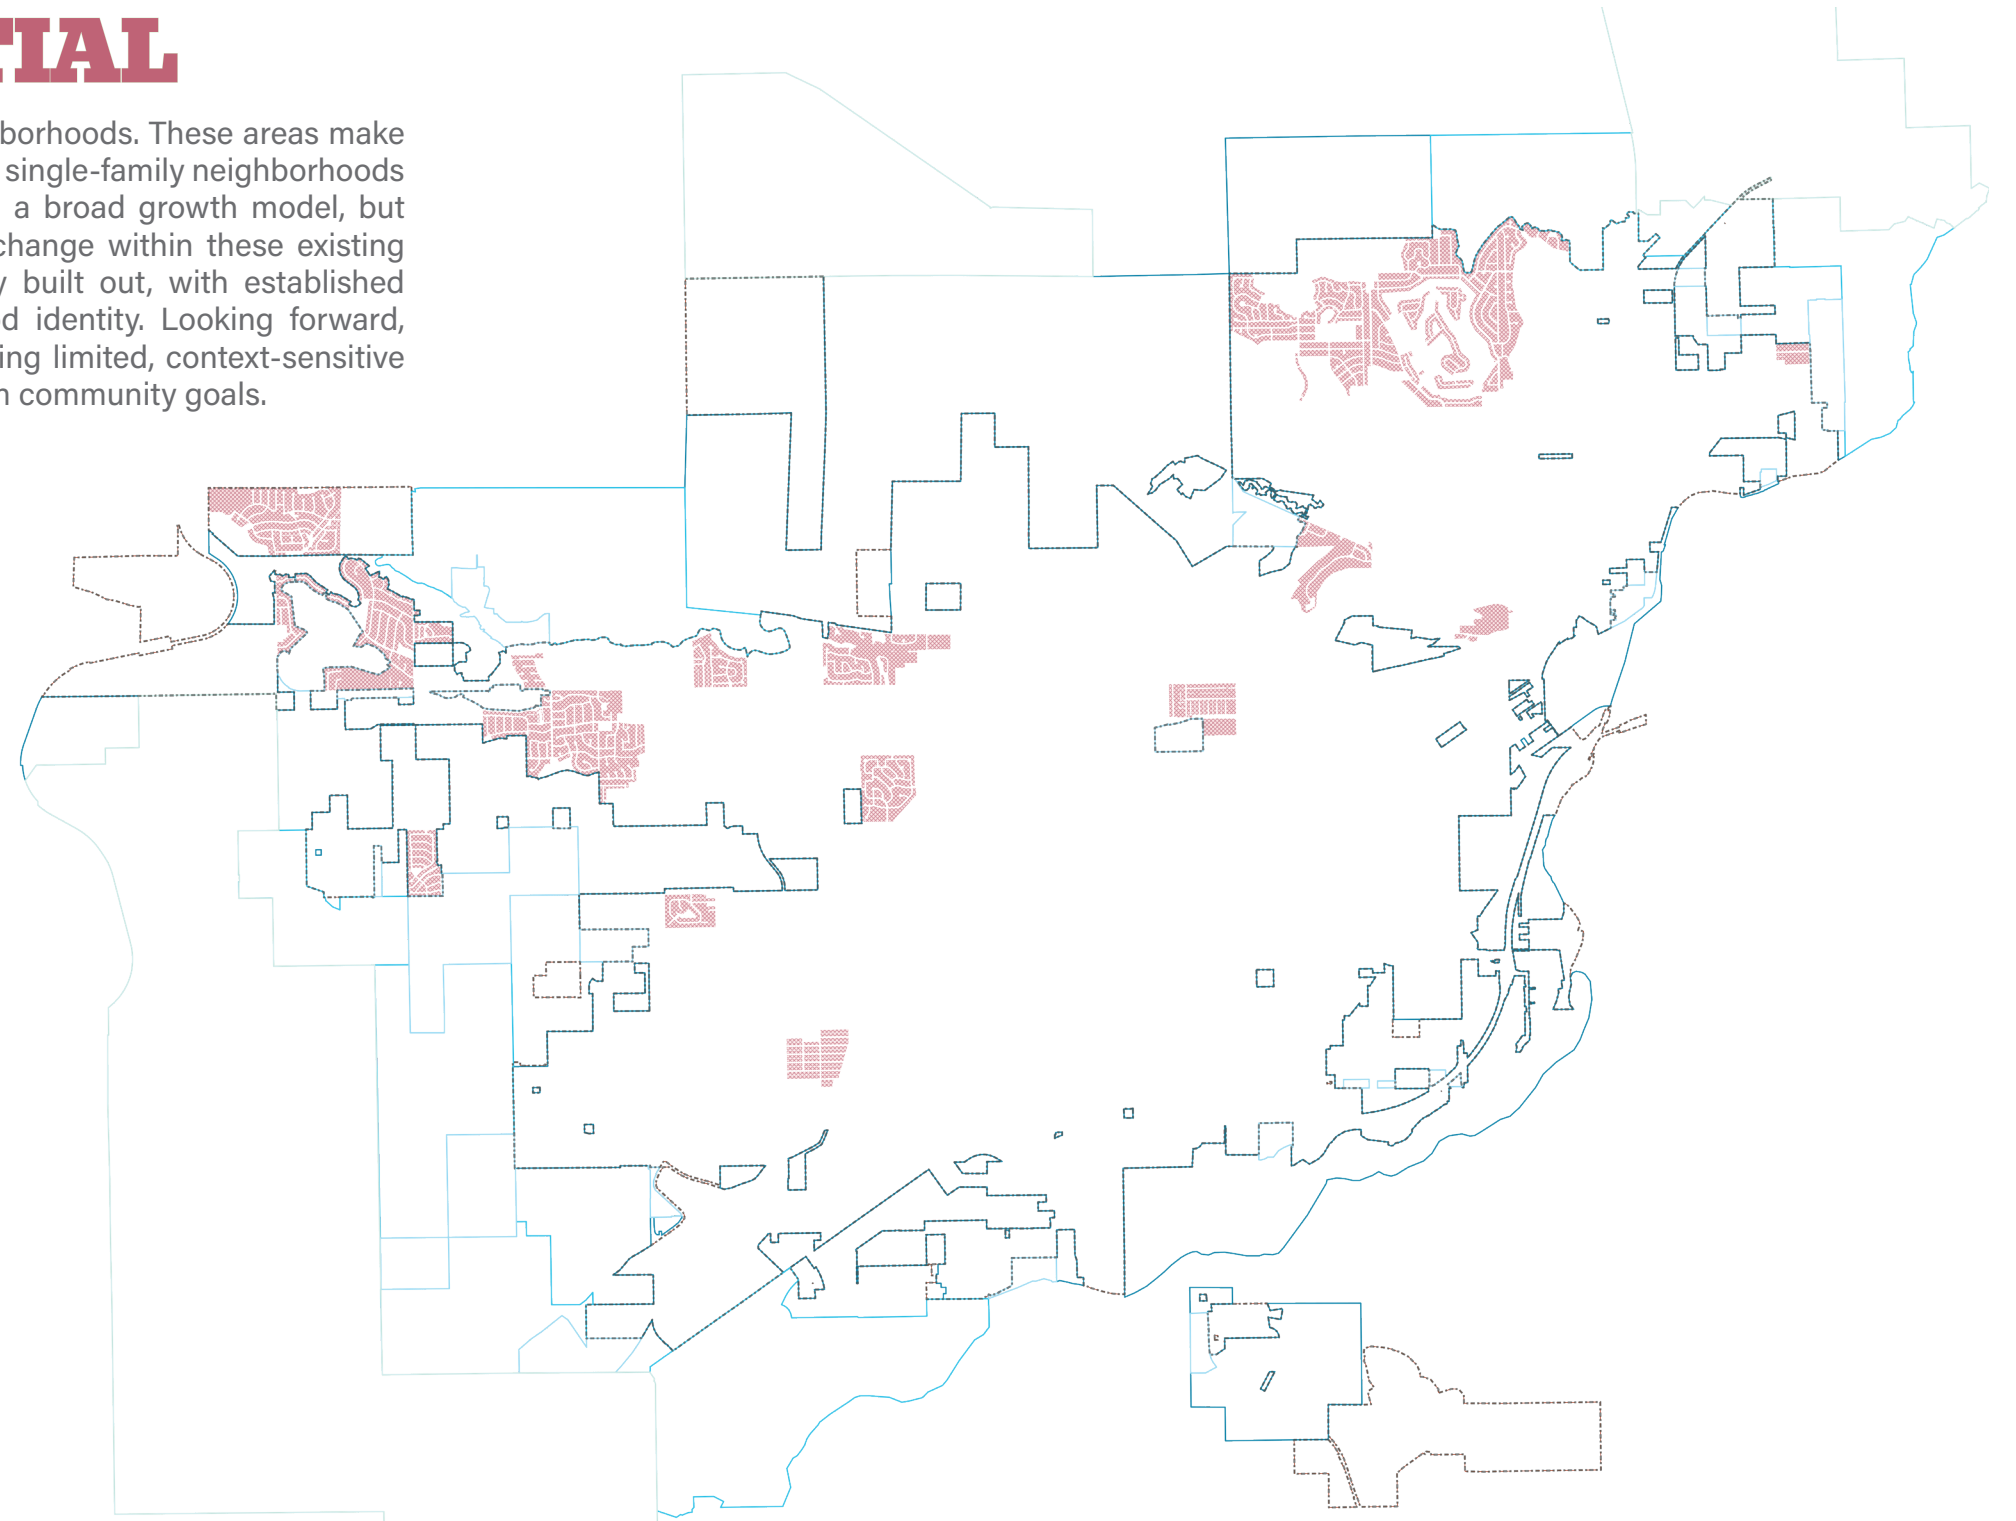 TIAL
borhoods. These areas make
single-family neighborhoods
a broad growth model, but
change within these existing
y built out, with established
d identity. Looking forward,
ing limited, context-sensitive
n community goals.